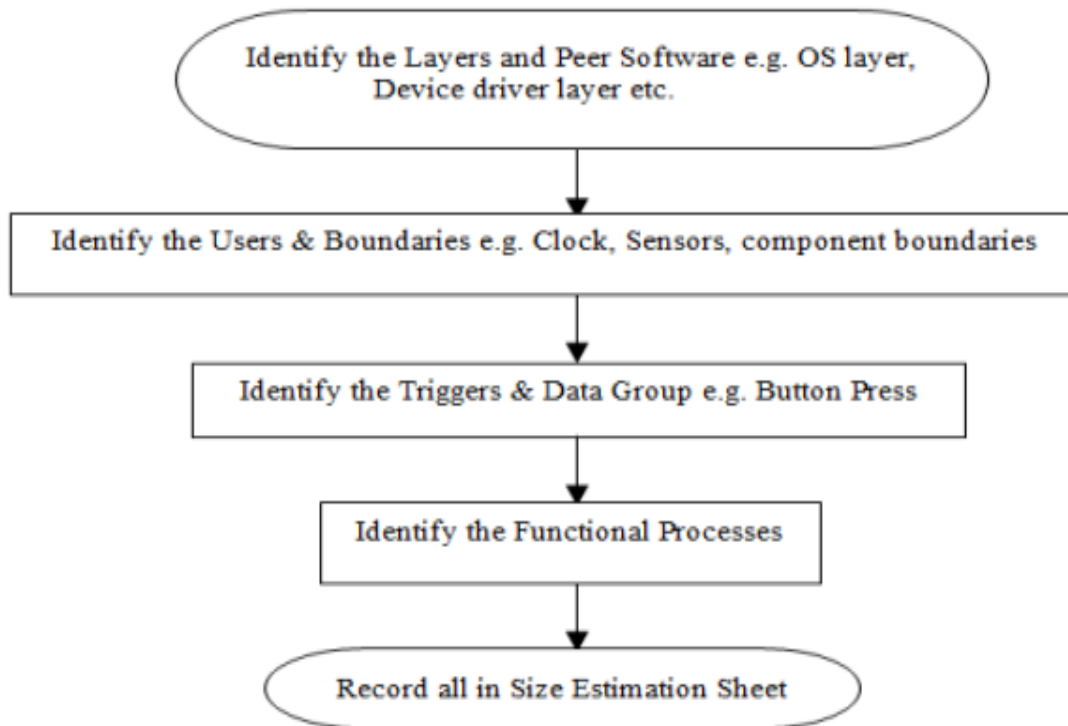 Identify the Layers and Peer Software e.g. OS layer,
Device driver layer etc.
Identify the Users & Boundaries e.g. Clock, Sensors, component boundaries
Identify the Triggers & Data Group e.g. Button Press
Identify the Functional Processes
Record all in Size Estimation Sheet